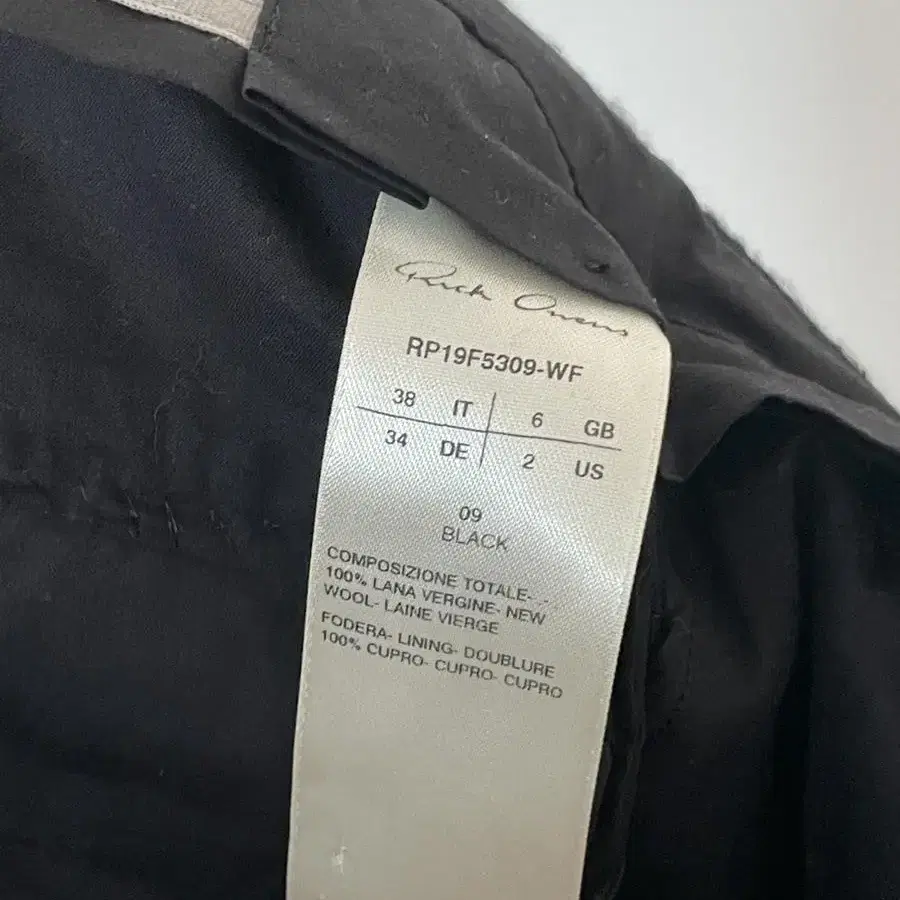 Rick Owens
RP19F5309-WF
38 IT 6 GB
34 DE 2 US
09
BLACK
COMPOSIZIONE TOTALE- - -
100% LANA VERGINE- NEW
WOOL- LAINE VIERGE
FODERA- LINING- DOUBLURE
100% CUPRO- CUPRO- CUPRO